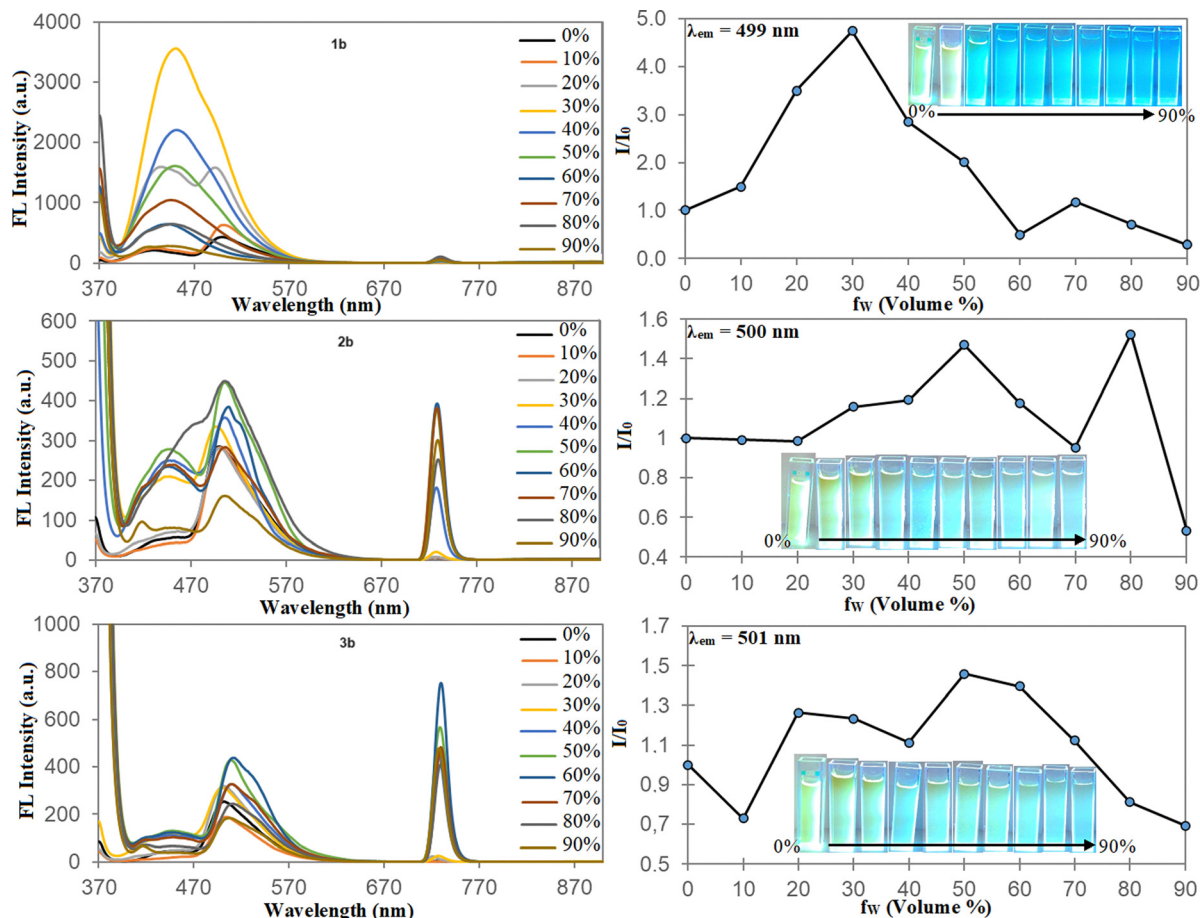 4000
3000
2000
1000
0
FL Intensity (a.u.)
1b
0%
10%
20%
30%
40%
50%
60%
70%
80%
90%
370 470 570 670 770 870
Wavelength (nm)
5.0
4.0
3.0
2.0
1.0
0.0
I/I0
λem = 499 nm
0% 90%
0 10 20 30 40 50 60 70 80 90
fW (Volume %)
600
500
400
300
200
100
0
FL Intensity (a.u.)
2b
0%
10%
20%
30%
40%
50%
60%
70%
80%
90%
370 470 570 670 770 870
Wavelength (nm)
1.6
1.4
1.2
1.0
0.8
0.6
0.4
I/I0
λem = 500 nm
0% 90%
0 10 20 30 40 50 60 70 80 90
fW (Volume %)
1000
800
600
400
200
0
FL Intensity (a.u.)
3b
0%
10%
20%
30%
40%
50%
60%
70%
80%
90%
370 470 570 670 770 870
Wavelength (nm)
1.7
1.5
1.3
1.1
0.9
0.7
0.5
I/I0
λem = 501 nm
0% 90%
0 10 20 30 40 50 60 70 80 90
fW (Volume %)